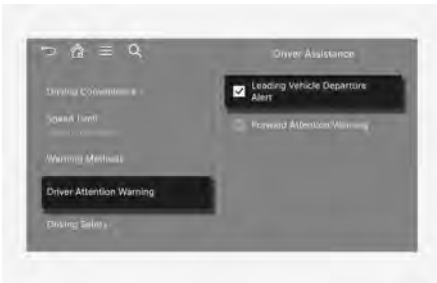 Driver Assistance
Driving Convenience
Speed Limit
Warning Methods
Driver Attention Warning
Driving Safety
Leading Vehicle Departure
Alert
Forward Attention Warning